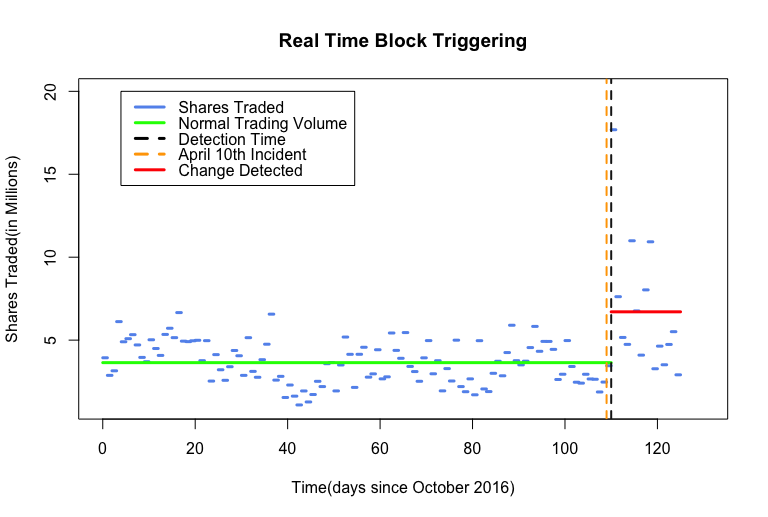 Real Time Block Triggering
Shares Traded(in Millions)
20
15
10
5
Shares Traded
Normal Trading Volume
Detection Time
April 10th Incident
Change Detected
0 20 40 60 80 100 120
Time(days since October 2016)